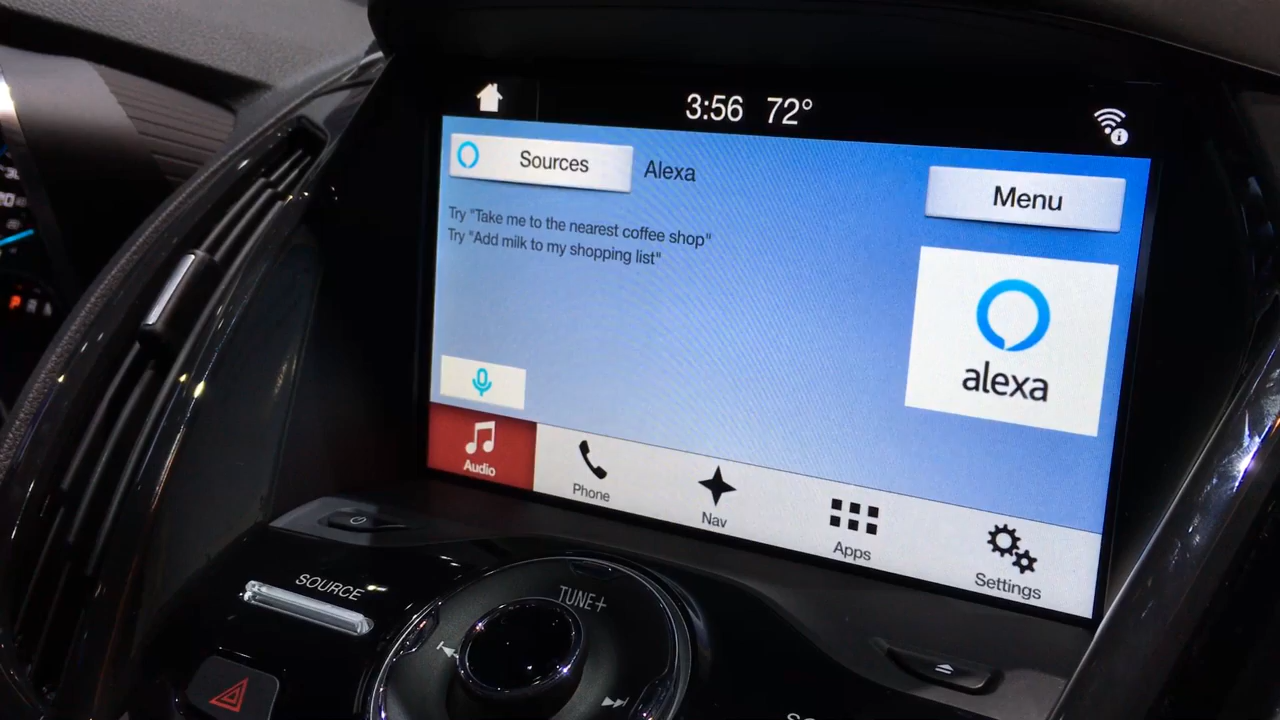 3:56 72°
Sources
Alexa
Menu
Try "Take me to the nearest coffee shop"
Try "Add milk to my shopping list"
alexa
Audio
Phone
Nav
Apps
Settings
SOURCE
TUNE+
P R